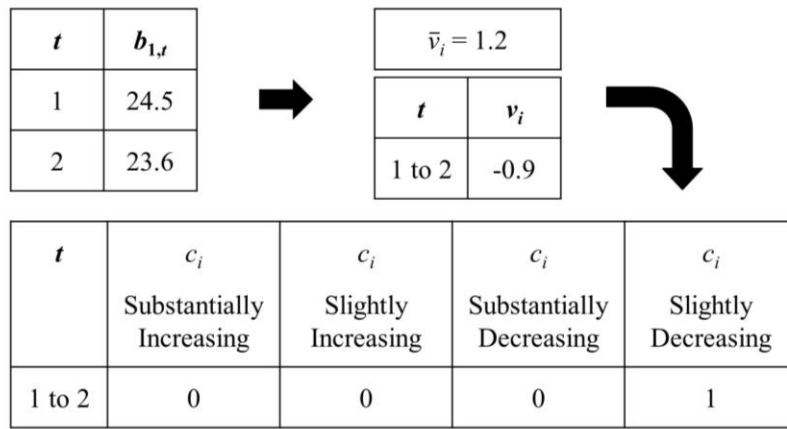 t b1,t
1 24.5
2 23.6
v̄i = 1.2
t vi
1 to 2 -0.9
t ci ci ci ci
Substantially Slightly Substantially Slightly
Increasing Increasing Decreasing Decreasing
1 to 2 0 0 0 1